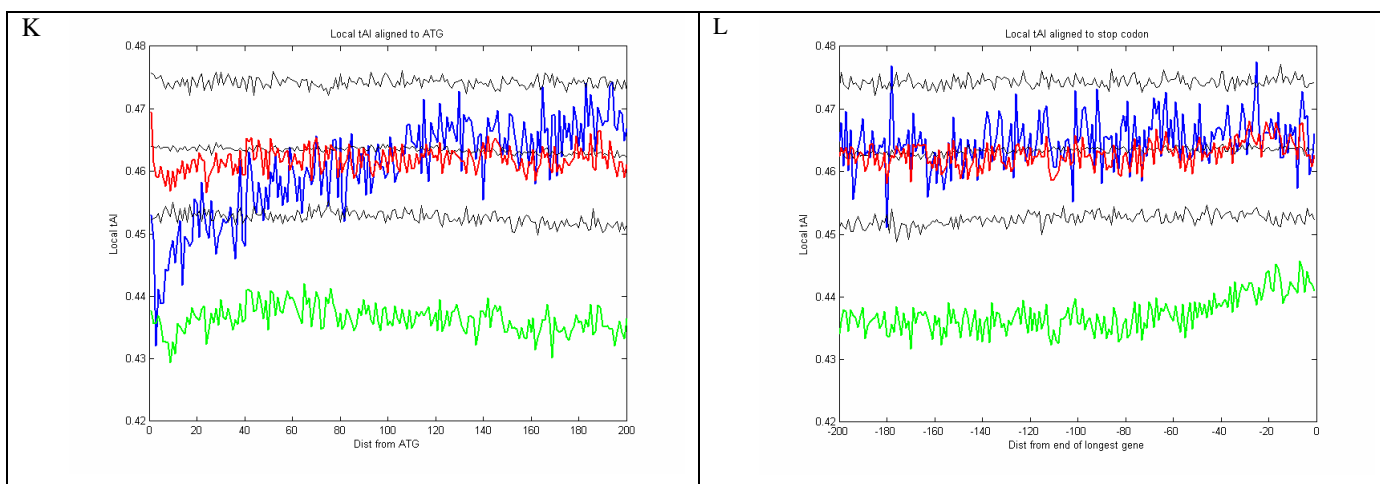 K
Local tAI aligned to ATG
0.48
0.47
0.46
0.45
0.44
0.43
0.42
Local tAI
0 20 40 60 80 100 120 140 160 180 200
Dist from ATG
L
Local tAI aligned to stop codon
0.48
0.47
0.46
0.45
0.44
0.43
0.42
Local tAI
-200 -180 -160 -140 -120 -100 -80 -60 -40 -20 0
Dist from end of longest gene